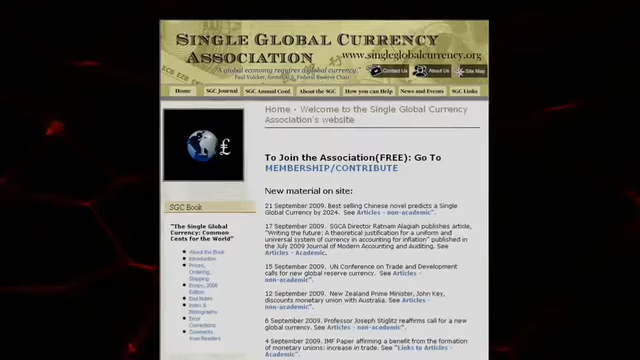 SINGLE GLOBAL CURRENCY
ASSOCIATION
www.singleglobalcurrency.org
"A global economy requires a global currency."
Paul Volcker, former U.S. Federal Reserve Chair
Contact Us About Us Site Map
Home SGC Journal SGC Annual Conf. About the SGC How you can Help News and Events SGC Links
Home - Welcome to the Single Global Currency
Association's website
To Join the Association(FREE): Go To
MEMBERSHIP/CONTRIBUTE
New material on site:
21 September 2009. Best selling Chinese novel predicts a Single
Global Currency by 2024. See Articles - non-academic".
17 September 2009. SGCA Director Ratnam Alagiah publishes article,
"Writing the future: A theoretical justification for a uniform and
universal system of currency in accounting for inflation" published in
the July 2009 Journal of Modern Accounting and Auditing. See
Articles - Academic.
15 September 2009. UN Conference on Trade and Development
calls for new global reserve currency. See Articles -
non-academic".
12 September 2009. New Zealand Prime Minister, John Key,
discounts monetary union with Australia. See Articles -
non-academic".
6 September 2009. Professor Joseph Stiglitz reaffirms call for a new
global currency. See Articles - non-academic".
4 September 2009. IMF Paper affirming a benefit from the formation
of monetary unions: increase in trade. See "Links to Articles -
Academic".
£
SGC Book
"The Single Global
Currency: Common
Cents for the World"
About the Book
Introduction
Prices,
Ordering,
Shipping
2008
Edition
End Notes
Index &
Bibliography
Error
Corrections
Comments
from Readers